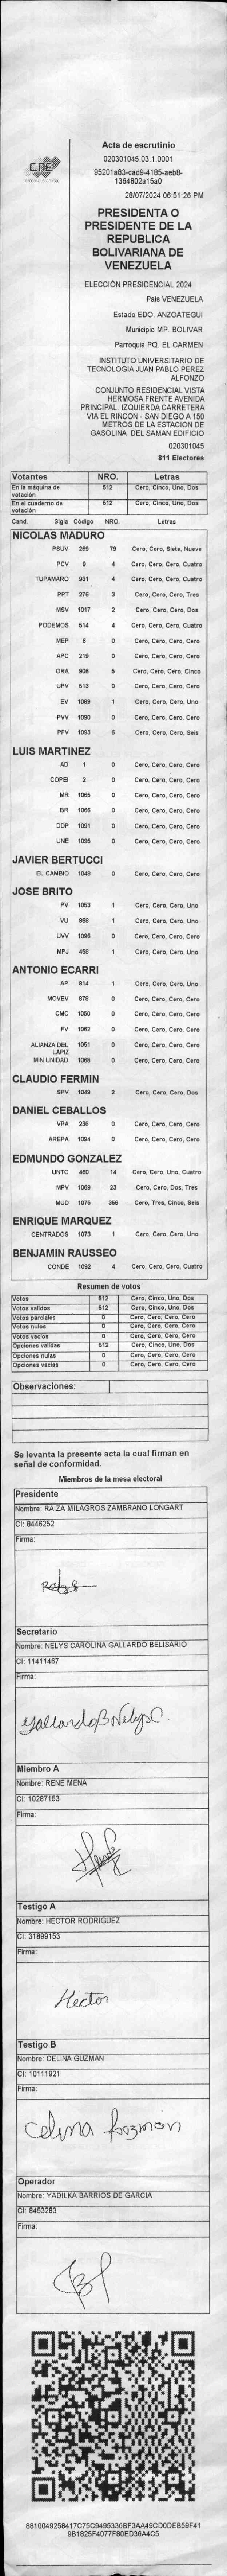 CNE
Acta de escrutinio
020301045.03.1.0001
95201a83-cad9-4185-aeb8-
1364802a15a0
28/07/2024 06:51:26 PM
PRESIDENTA O
PRESIDENTE DE LA
REPUBLICA
BOLIVARIANA DE
VENEZUELA
ELECCIÓN PRESIDENCIAL 2024
País VENEZUELA
Estado EDO. ANZOATEGUI
Municipio MP. BOLIVAR
Parroquia PQ. EL CARMEN
INSTITUTO UNIVERSITARIO DE
TECNOLOGIA JUAN PABLO PEREZ
ALFONZO
CONJUNTO RESIDENCIAL VISTA
HERMOSA FRENTE AVENIDA
PRINCIPAL. IZQUIERDA CARRETERA
VIA EL RINCON - SAN DIEGO A 150
METROS DE LA ESTACION DE
GASOLINA DEL SAMAN EDIFICIO
020301045
811 Electores
Votantes NRO. Letras
En la máquina de votación 512 Cero, Cinco, Uno, Dos
En el cuaderno de votación 512 Cero, Cinco, Uno, Dos
Cand. Sigla Código NRO. Letras
NICOLAS MADURO
PSUV 269 79 Cero, Cero, Siete, Nueve
PCV 9 4 Cero, Cero, Cero, Cuatro
TUPAMARO 931 4 Cero, Cero, Cero, Cuatro
PPT 276 3 Cero, Cero, Cero, Tres
MSV 1017 2 Cero, Cero, Cero, Dos
PODEMOS 514 4 Cero, Cero, Cero, Cuatro
MEP 6 0 Cero, Cero, Cero, Cero
APC 219 0 Cero, Cero, Cero, Cero
ORA 906 5 Cero, Cero, Cero, Cinco
UPV 513 0 Cero, Cero, Cero, Cero
EV 1089 1 Cero, Cero, Cero, Uno
PVV 1090 0 Cero, Cero, Cero, Cero
PFV 1093 6 Cero, Cero, Cero, Seis
LUIS MARTINEZ
AD 1 0 Cero, Cero, Cero, Cero
COPEI 2 0 Cero, Cero, Cero, Cero
MR 1065 0 Cero, Cero, Cero, Cero
BR 1066 0 Cero, Cero, Cero, Cero
DDP 1091 0 Cero, Cero, Cero, Cero
UNE 1095 0 Cero, Cero, Cero, Cero
JAVIER BERTUCCI
EL CAMBIO 1048 0 Cero, Cero, Cero, Cero
JOSE BRITO
PV 1053 1 Cero, Cero, Cero, Uno
VU 868 1 Cero, Cero, Cero, Uno
UVV 1096 0 Cero, Cero, Cero, Cero
MPJ 458 1 Cero, Cero, Cero, Uno
ANTONIO ECARRI
AP 814 1 Cero, Cero, Cero, Uno
MOVEV 878 0 Cero, Cero, Cero, Cero
CMC 1050 0 Cero, Cero, Cero, Cero
FV 1062 0 Cero, Cero, Cero, Cero
ALIANZA DEL LAPIZ 1051 0 Cero, Cero, Cero, Cero
MIN UNIDAD 1068 0 Cero, Cero, Cero, Cero
CLAUDIO FERMIN
SPV 1049 2 Cero, Cero, Cero, Dos
DANIEL CEBALLOS
VPA 236 0 Cero, Cero, Cero, Cero
AREPA 1094 0 Cero, Cero, Cero, Cero
EDMUNDO GONZALEZ
UNTC 460 14 Cero, Cero, Uno, Cuatro
MPV 1069 23 Cero, Cero, Dos, Tres
MUD 1075 356 Cero, Tres, Cinco, Seis
ENRIQUE MARQUEZ
CENTRADOS 1073 1 Cero, Cero, Cero, Uno
BENJAMIN RAUSSEO
CONDE 1092 4 Cero, Cero, Cero, Cuatro
Resumen de votos
Votos 512 Cero, Cinco, Uno, Dos
Votos validos 512 Cero, Cinco, Uno, Dos
Votos parciales 0 Cero, Cero, Cero, Cero
Votos nulos 0 Cero, Cero, Cero, Cero
Votos vacios 0 Cero, Cero, Cero, Cero
Opciones validas 512 Cero, Cinco, Uno, Dos
Opciones nulas 0 Cero, Cero, Cero, Cero
Opciones vacias 0 Cero, Cero, Cero, Cero
Observaciones:
Se levanta la presente acta la cual firman en
señal de conformidad.
Miembros de la mesa electoral
Presidente
Nombre: RAIZA MILAGROS ZAMBRANO LONGART
CI: 8446252
Firma:
Secretario
Nombre: NELYS CAROLINA GALLARDO BELISARIO
CI: 11411467
Firma:
GallardoBNelysC.
Miembro A
Nombre: RENE MENA
CI: 10287153
Firma:
Testigo A
Nombre: HECTOR RODRIGUEZ
CI: 31899153
Firma:
Hector
Testigo B
Nombre: CELINA GUZMAN
CI: 10111921
Firma:
Celina Guzman
Operador
Nombre: YADILKA BARRIOS DE GARCIA
CI: 8453283
Firma:
8810049258417C75C9495336BF3AA49CD0DEB59F41
9B1825F4077F80ED36A4C5